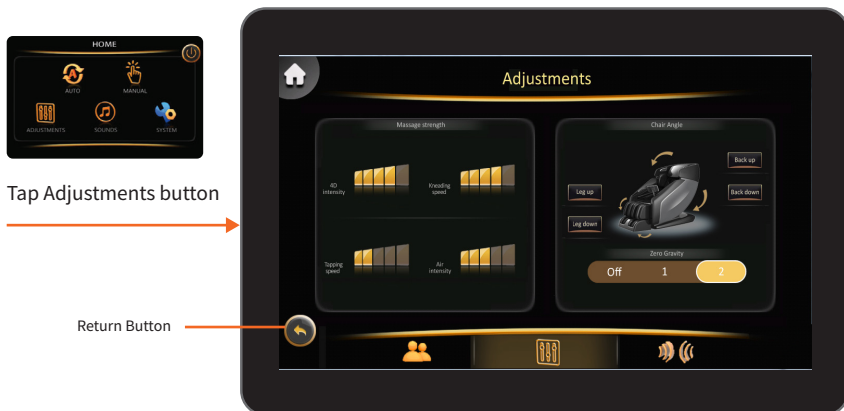 HOME
AUTO
MANUAL
ADJUSTMENTS
SOUNDS
SYSTEM
Tap Adjustments button
Return Button
Adjustments
Massage strength
4D
intensity
Kneading
speed
Tapping
speed
Air
intensity
Chair Angle
Back up
Leg up
Back down
Leg down
Zero Gravity
Off 1 2